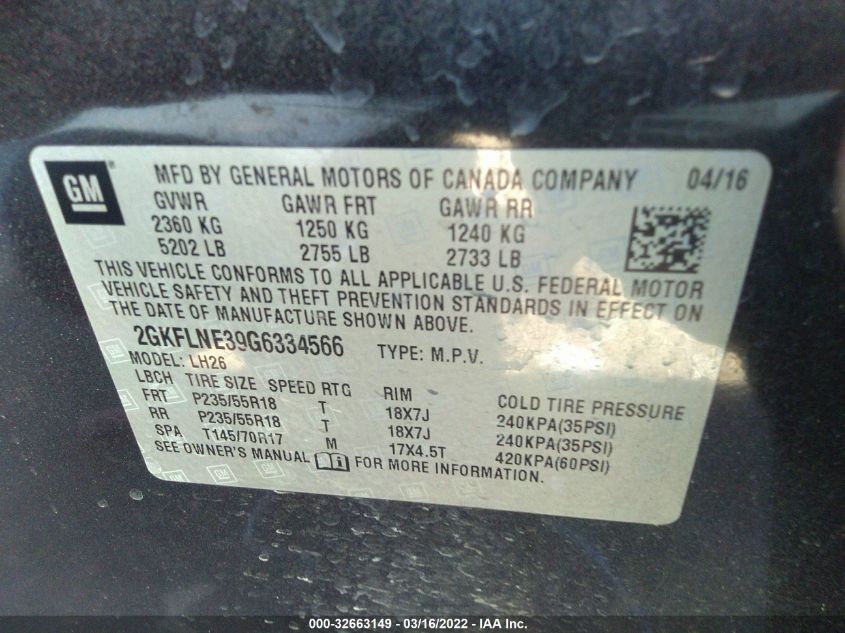 GM MFD BY GENERAL MOTORS OF CANADA COMPANY 04/16
GVWR GAWR FRT GAWR RR
2360 KG 1250 KG 1240 KG
5202 LB 2755 LB 2733 LB
THIS VEHICLE CONFORMS TO ALL APPLICABLE U.S. FEDERAL MOTOR
VEHICLE SAFETY AND THEFT PREVENTION STANDARDS IN EFFECT ON
THE DATE OF MANUFACTURE SHOWN ABOVE.
2GKFLNE39G6334566 TYPE: M.P.V.
MODEL: LH26
LBCH TIRE SIZE SPEED RTG RIM COLD TIRE PRESSURE
FRT P235/55R18 T 18X7J 240KPA(35PSI)
RR P235/55R18 T 18X7J 240KPA(35PSI)
SPA T145/70R17 M 17X4.5T 420KPA(60PSI)
SEE OWNER'S MANUAL FOR MORE INFORMATION.
000-32663149 - 03/16/2022 - IAA Inc.